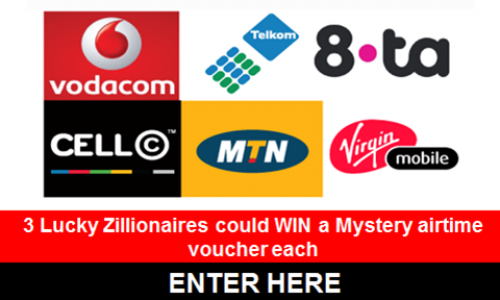 vodacom
Telkom
8·ta
CELL C™
MTN
Virgin
mobile
3 Lucky Zillionaires could WIN a Mystery airtime
voucher each
ENTER HERE